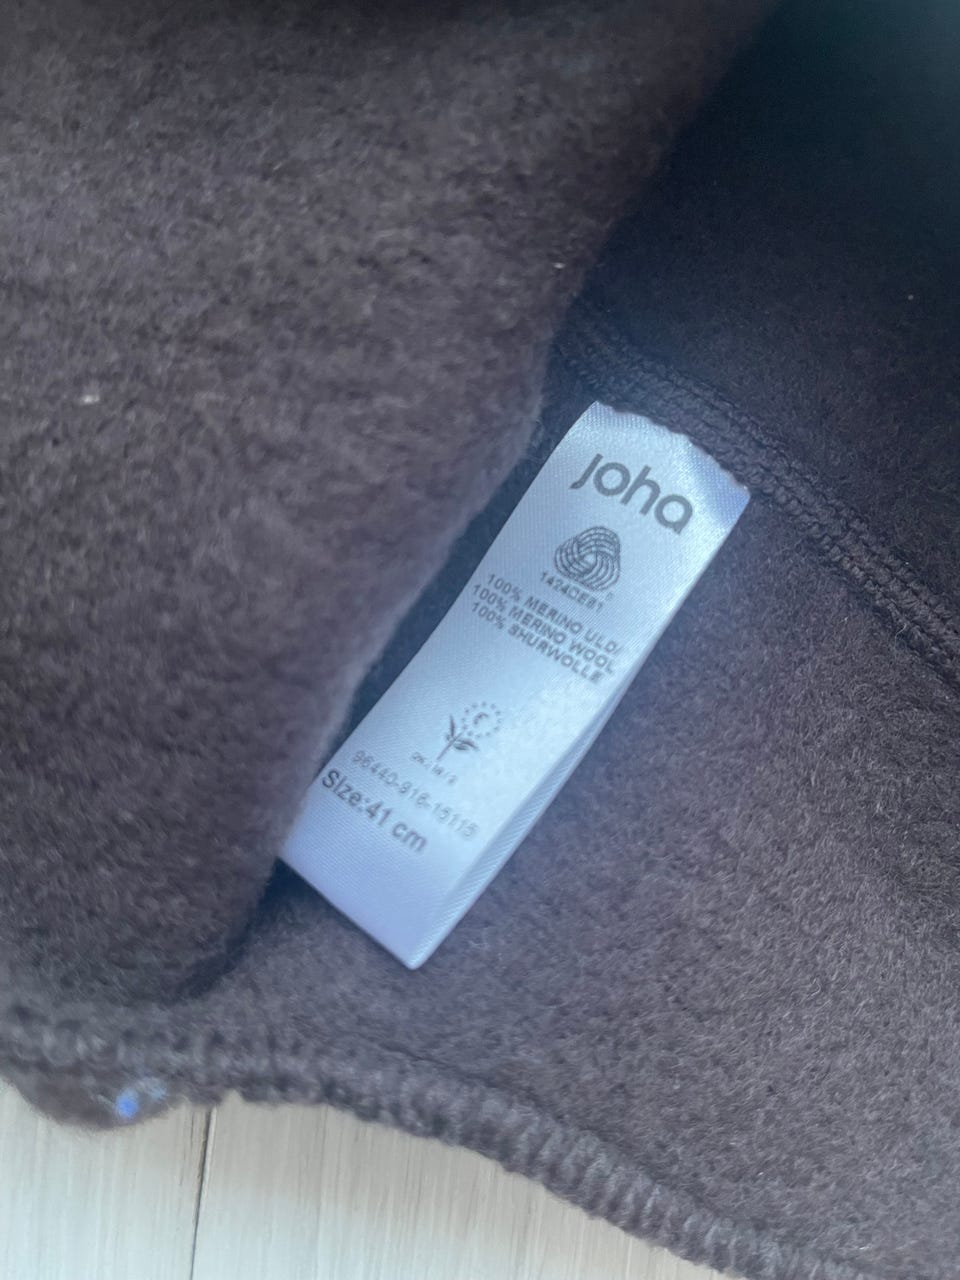 joha
1424CE81
100% MERINO ULD/
100% MERINO WOOL
100% SHURWOLLE
96440-816-15115
Size:41 cm